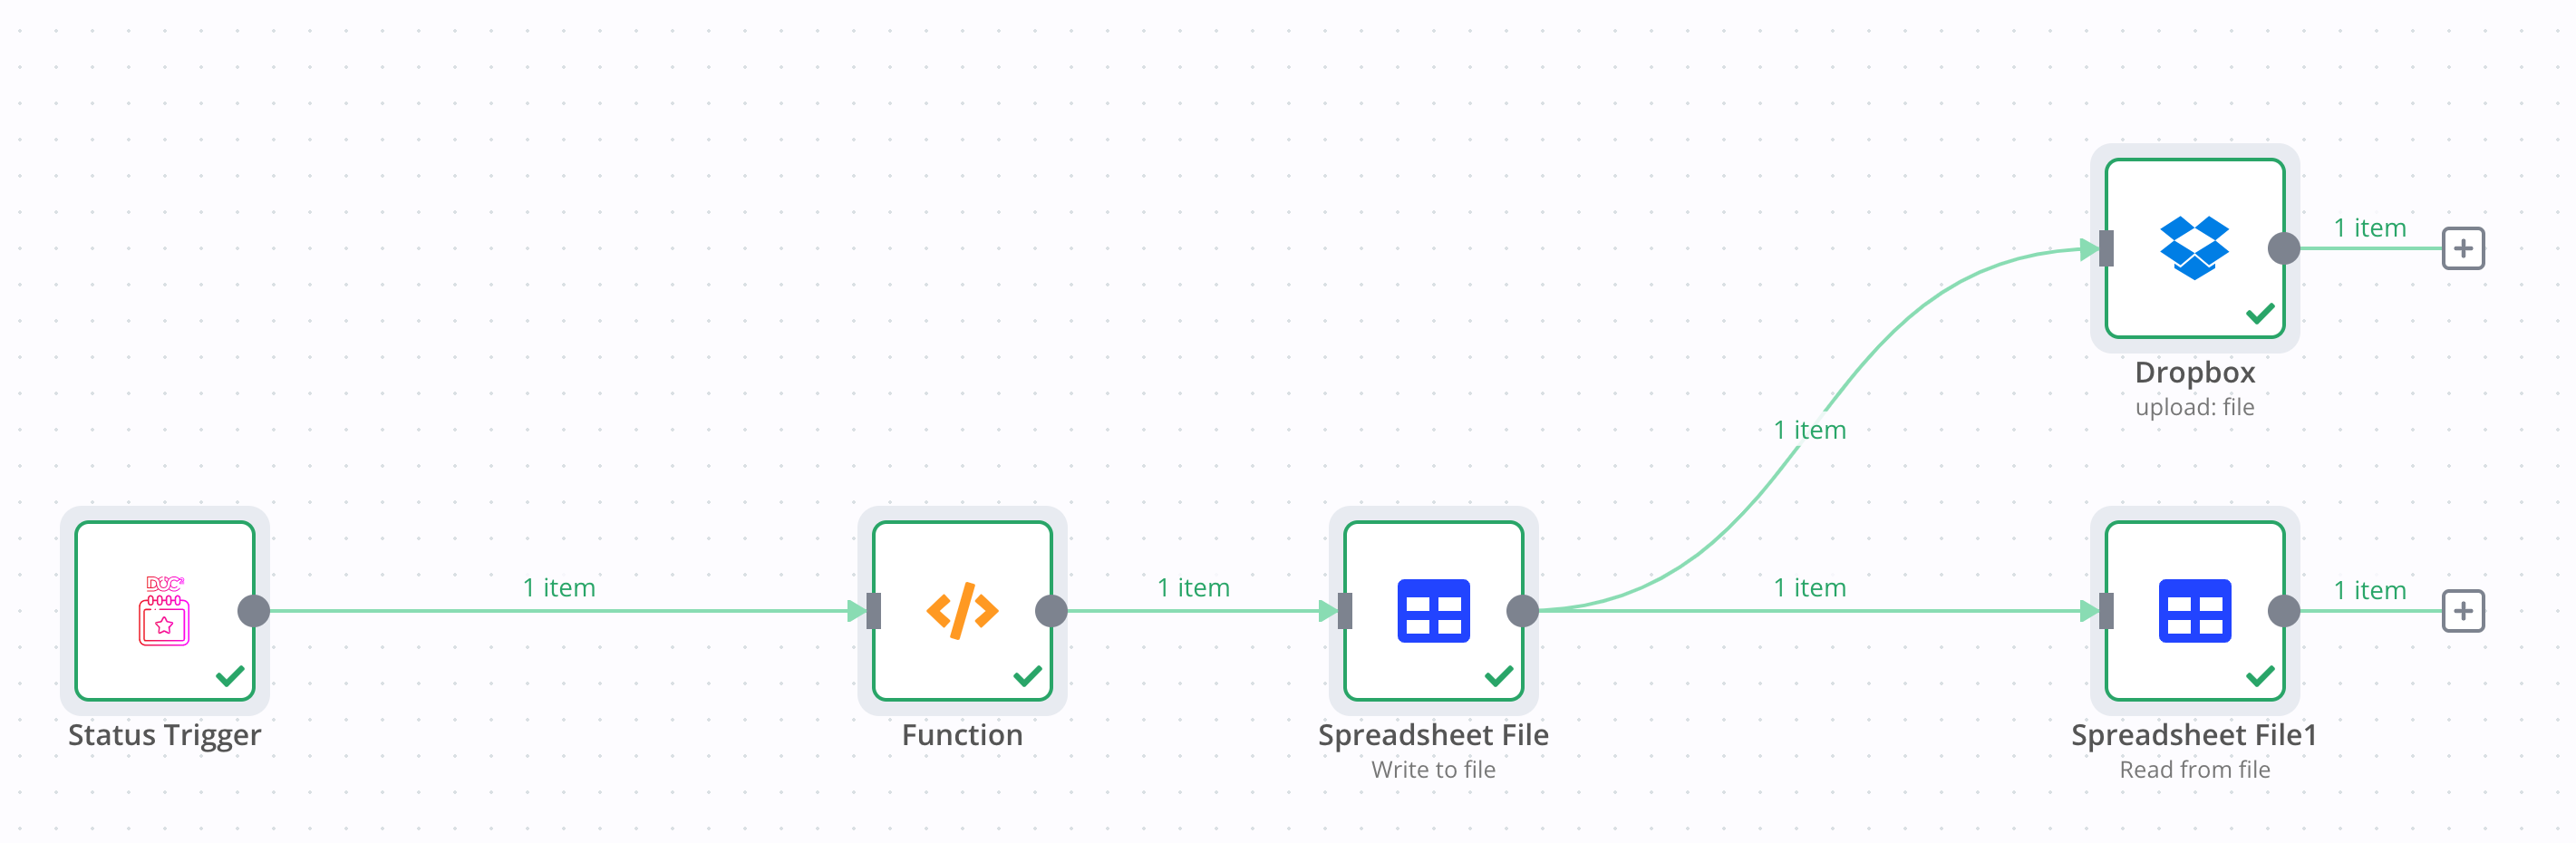 1 item
Dropbox
upload: file
1 item
DOCS
1 item
1 item
1 item
1 item
Status Trigger
Function
Spreadsheet File
Write to file
Spreadsheet File1
Read from file